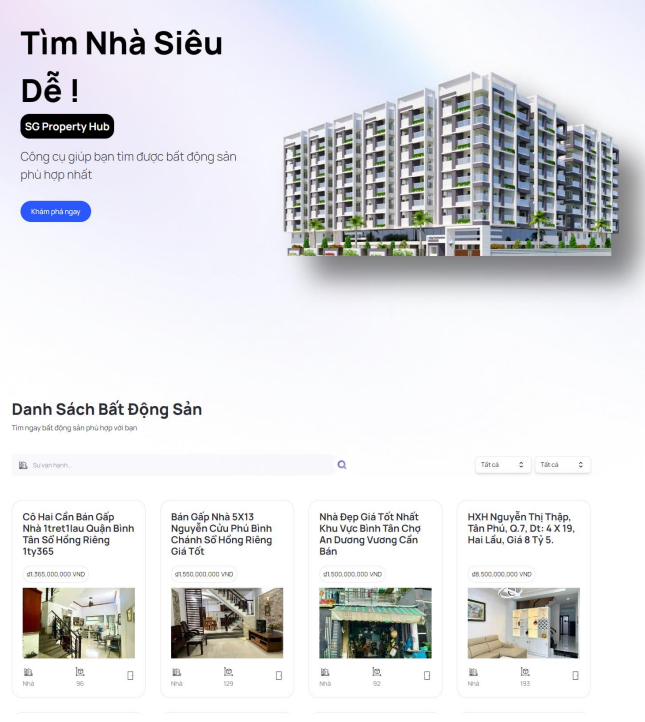 Tìm Nhà Siêu
Dễ !
SG Property Hub
Công cụ giúp bạn tìm được bất động sản
phù hợp nhất
Khám phá ngay
Danh Sách Bất Động Sản
Tìm ngay bất động sản phù hợp với bạn
Sư vạn hạnh...
Tất cả
Tất cả
Cô Hai Cần Bán Gấp
Nhà 1tret1lau Quận Bình
Tân Sổ Hồng Riêng
1ty365
₫1,365,000,000 VND
Nhà
96
Bán Gấp Nhà 5X13
Nguyễn Cửu Phú Bình
Chánh Sổ Hồng Riêng
Giá Tốt
₫1,550,000,000 VND
Nhà
129
Nhà Đẹp Giá Tốt Nhất
Khu Vực Bình Tân Chợ
An Dương Vương Cần
Bán
₫1,500,000,000 VND
Nhà
92
HXH Nguyễn Thị Thập,
Tân Phú, Q.7, Dt: 4 X 19,
Hai Lầu, Giá 8 Tỷ 5.
₫8,500,000,000 VND
Nhà
193